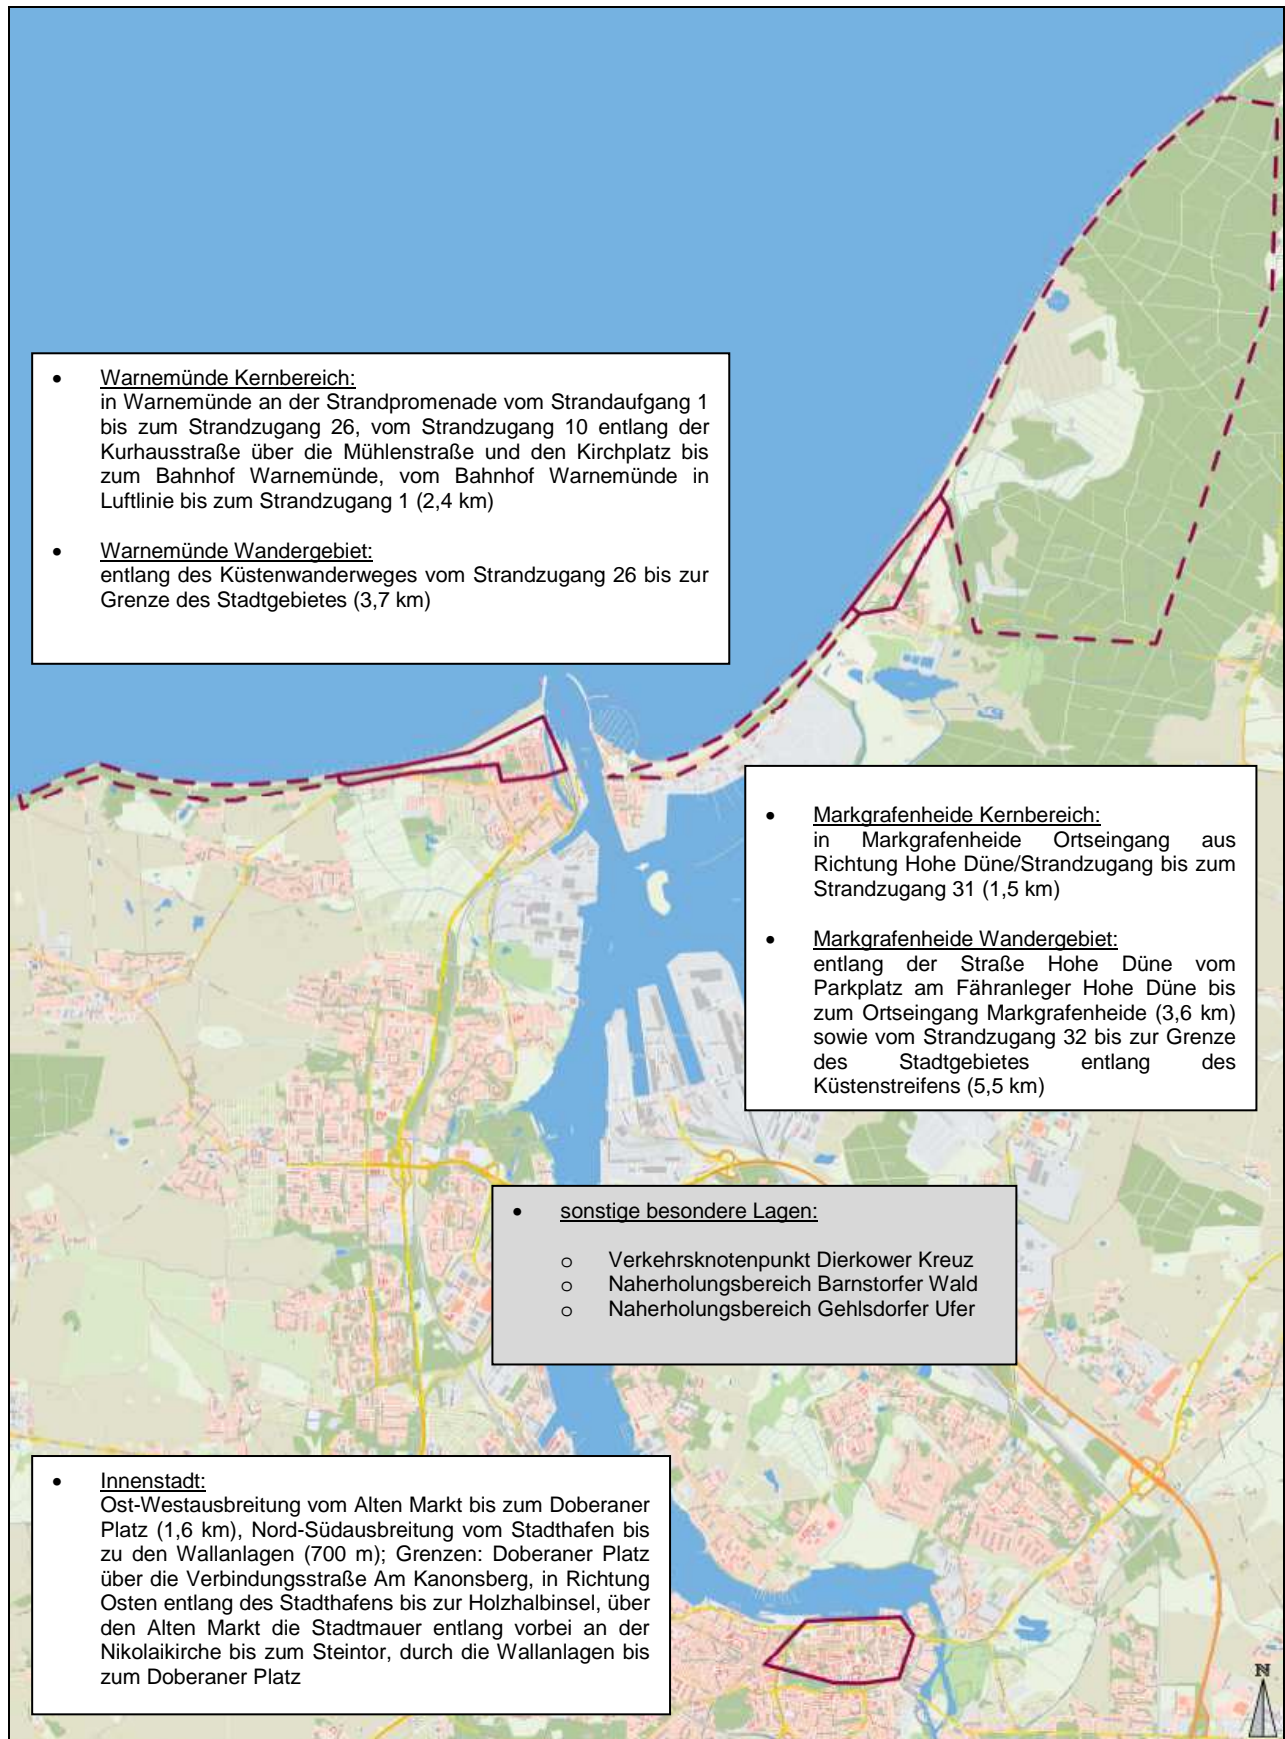 • Warnemünde Kernbereich:
in Warnemünde an der Strandpromenade vom Strandaufgang 1
bis zum Strandzugang 26, vom Strandzugang 10 entlang der
Kurhausstraße über die Mühlenstraße und den Kirchplatz bis
zum Bahnhof Warnemünde, vom Bahnhof Warnemünde in
Luftlinie bis zum Strandzugang 1 (2,4 km)
• Warnemünde Wandergebiet:
entlang des Küstenwanderweges vom Strandzugang 26 bis zur
Grenze des Stadtgebietes (3,7 km)
• Markgrafenheide Kernbereich:
in Markgrafenheide Ortseingang aus
Richtung Hohe Düne/Strandzugang bis zum
Strandzugang 31 (1,5 km)
• Markgrafenheide Wandergebiet:
entlang der Straße Hohe Düne vom
Parkplatz am Fähranleger Hohe Düne bis
zum Ortseingang Markgrafenheide (3,6 km)
sowie vom Strandzugang 32 bis zur Grenze
des Stadtgebietes entlang des
Küstenstreifens (5,5 km)
• sonstige besondere Lagen:
o Verkehrsknotenpunkt Dierkower Kreuz
o Naherholungsbereich Barnstorfer Wald
o Naherholungsbereich Gehlsdorfer Ufer
• Innenstadt:
Ost-Westausbreitung vom Alten Markt bis zum Doberaner
Platz (1,6 km), Nord-Südausbreitung vom Stadthafen bis
zu den Wallanlagen (700 m); Grenzen: Doberaner Platz
über die Verbindungsstraße Am Kanonsberg, in Richtung
Osten entlang des Stadthafens bis zur Holzhalbinsel, über
den Alten Markt die Stadtmauer entlang vorbei an der
Nikolaikirche bis zum Steintor, durch die Wallanlagen bis
zum Doberaner Platz
N